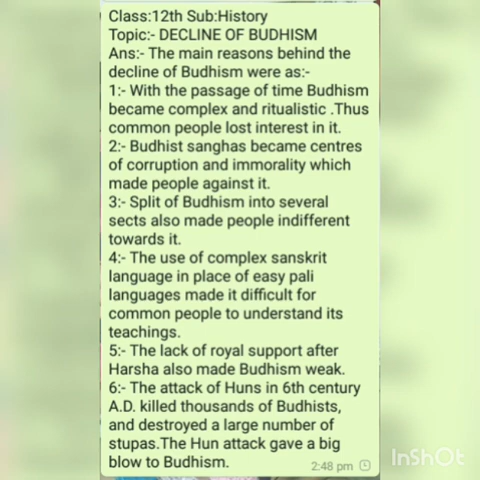 Class:12th Sub:History
Topic:- DECLINE OF BUDHISM
Ans:- The main reasons behind the
decline of Budhism were as:-
1:- With the passage of time Budhism
became complex and ritualistic .Thus
common people lost interest in it.
2:- Budhist sanghas became centres
of corruption and immorality which
made people against it.
3:- Split of Budhism into several
sects also made people indifferent
towards it.
4:- The use of complex sanskrit
language in place of easy pali
languages made it difficult for
common people to understand its
teachings.
5:- The lack of royal support after
Harsha also made Budhism weak.
6:- The attack of Huns in 6th century
A.D. killed thousands of Budhists,
and destroyed a large number of
stupas.The Hun attack gave a big
blow to Budhism.
2:48 pm
InShOt